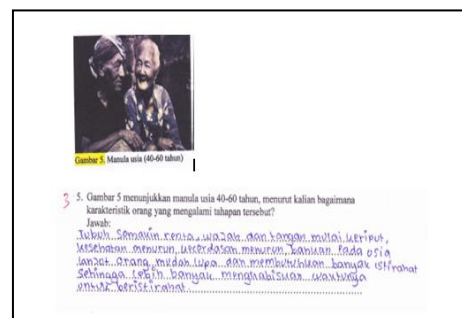 Gambar 5. Manula usia (40-60 tahun)
3 5. Gambar 5 menunjukkan manula usia 40-60 tahun, menurut kalian bagaimana
karakteristik orang yang mengalami tahapan tersebut?
Jawab:
Tubuh Semakin renta, wajah dan tangan mulai keriput,
kesehatan menurun, kecerdasan menurun, bahkan Pada usia
lanjut orang mudah lupa dan membutuhkan banyak istirahat
Sehingga lebih banyak menghabiskan waktunya
untuk beristirahat